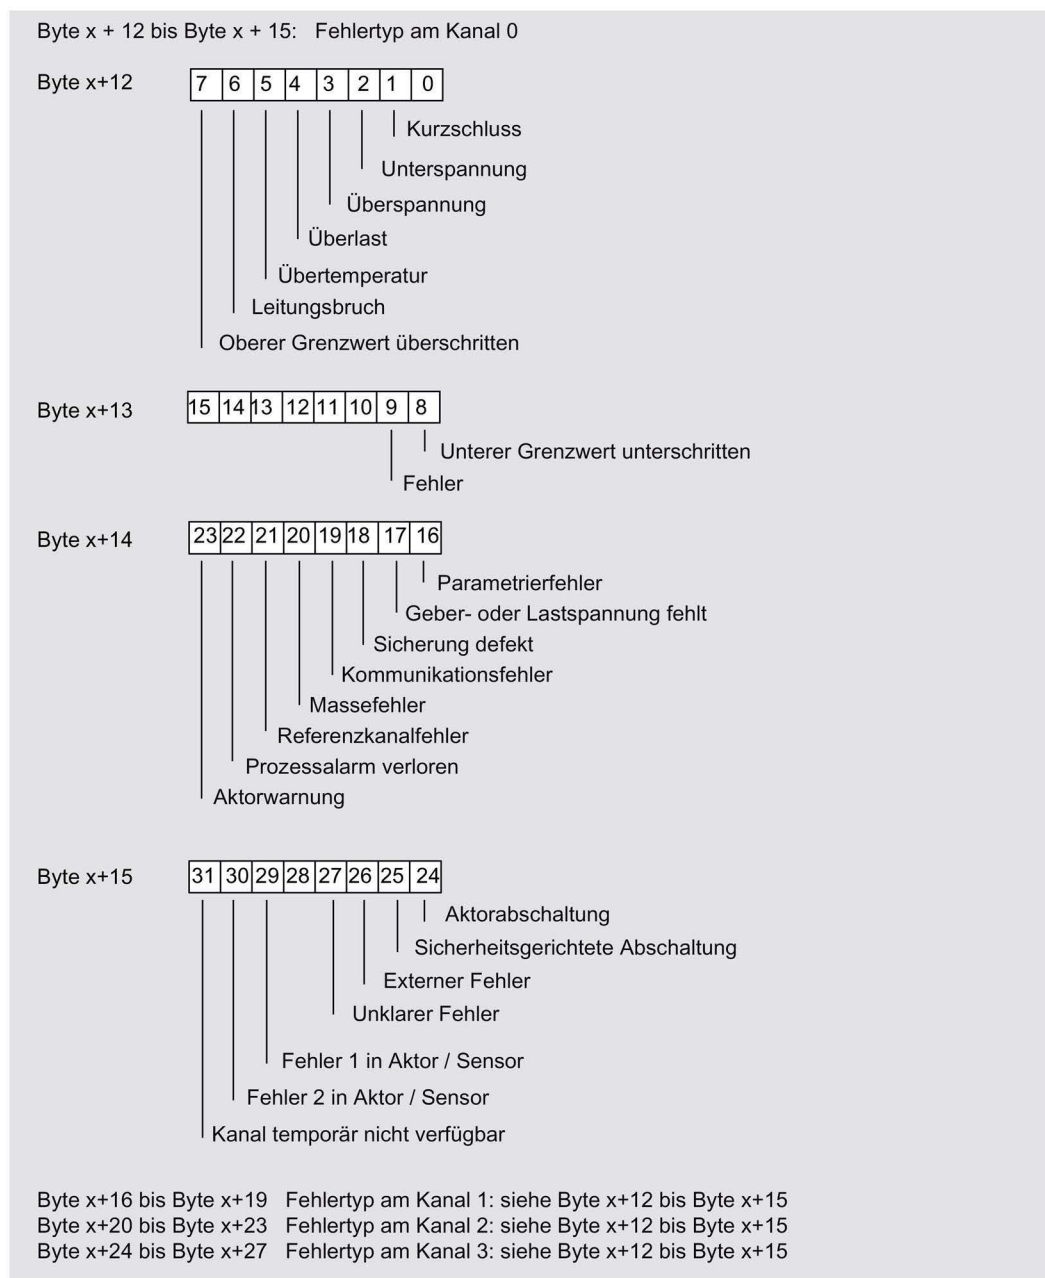 Byte x + 12 bis Byte x + 15: Fehlertyp am Kanal 0
Byte x+12 7 6 5 4 3 2 1 0
Kurzschluss
Unterspannung
Überspannung
Überlast
Übertemperatur
Leitungsbruch
Oberer Grenzwert überschritten
Byte x+13 15 14 13 12 11 10 9 8
Unterer Grenzwert unterschritten
Fehler
Byte x+14 23 22 21 20 19 18 17 16
Parametrierfehler
Geber- oder Lastspannung fehlt
Sicherung defekt
Kommunikationsfehler
Massefehler
Referenzkanalfehler
Prozessalarm verloren
Aktorwarnung
Byte x+15 31 30 29 28 27 26 25 24
Aktorabschaltung
Sicherheitsgerichtete Abschaltung
Externer Fehler
Unklarer Fehler
Fehler 1 in Aktor / Sensor
Fehler 2 in Aktor / Sensor
Kanal temporär nicht verfügbar
Byte x+16 bis Byte x+19 Fehlertyp am Kanal 1: siehe Byte x+12 bis Byte x+15
Byte x+20 bis Byte x+23 Fehlertyp am Kanal 2: siehe Byte x+12 bis Byte x+15
Byte x+24 bis Byte x+27 Fehlertyp am Kanal 3: siehe Byte x+12 bis Byte x+15